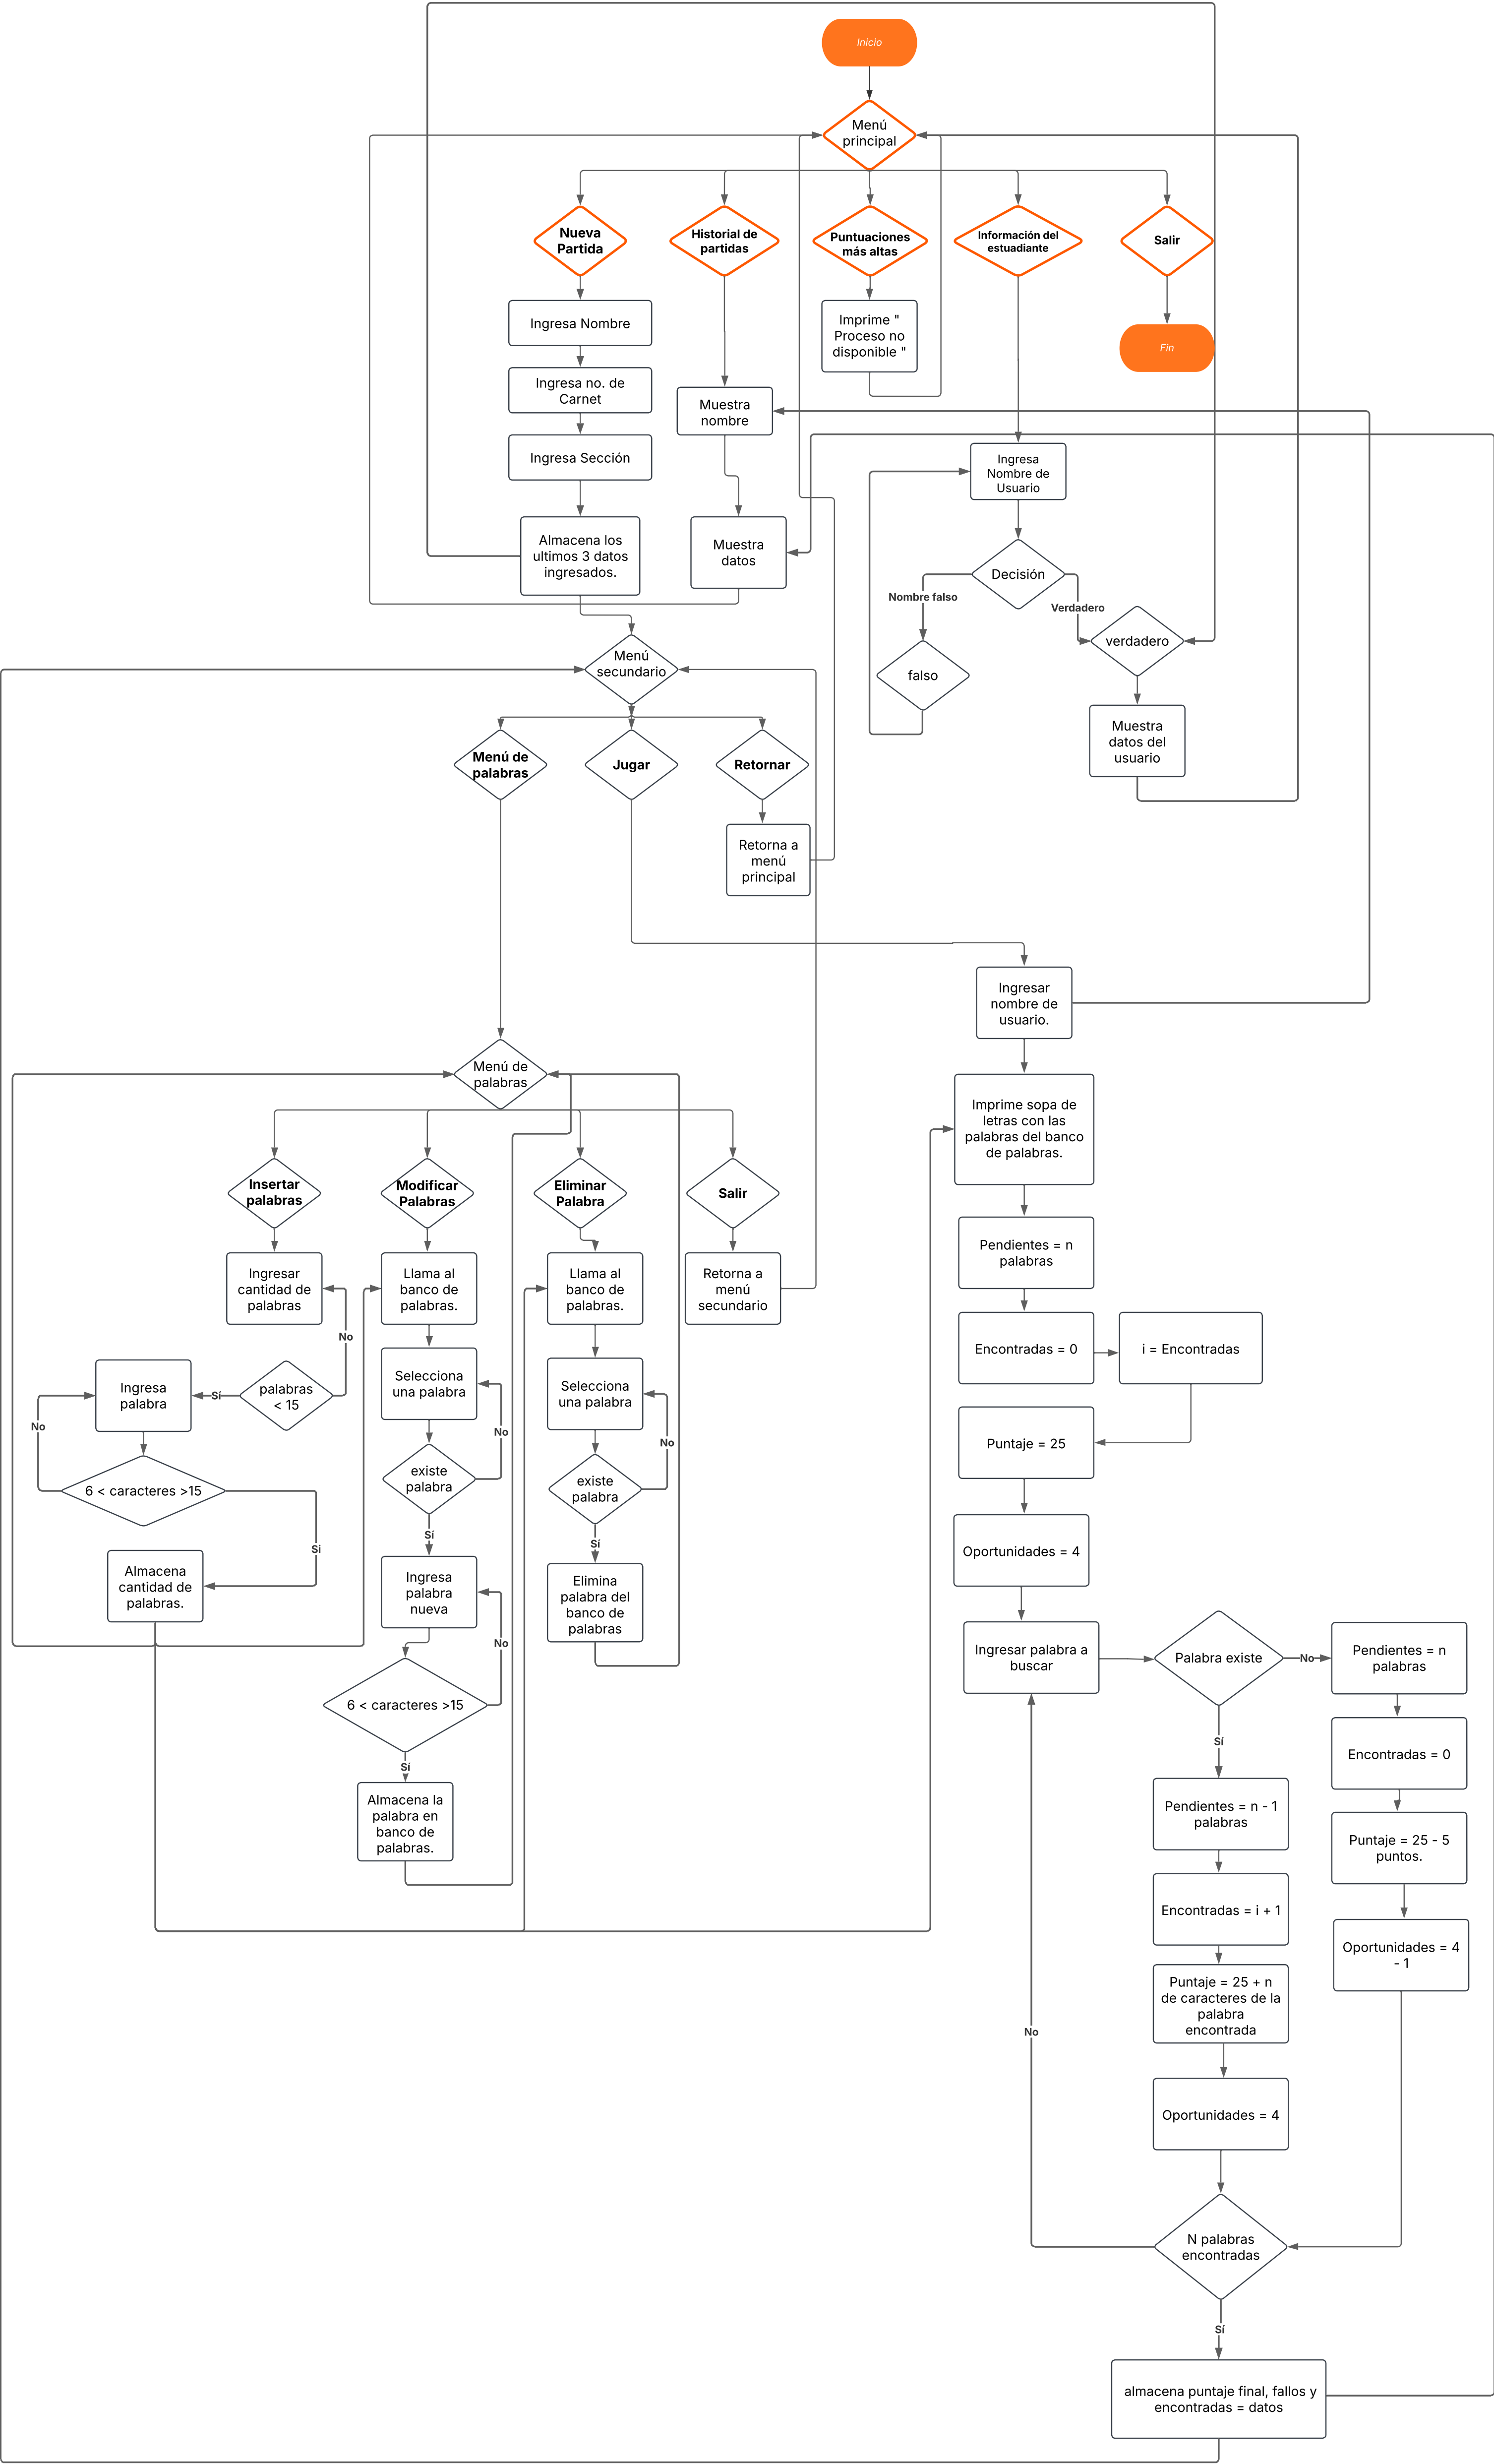 Inicio
Menú
principal
Nueva
Partida
Historial de
partidas
Puntuaciones
más altas
Información del
estuadiante
Salir
Ingresa Nombre
Imprime "
Proceso no
disponible "
Fin
Ingresa no. de
Carnet
Muestra
nombre
Ingresa Sección
Ingresa
Nombre de
Usuario
Almacena los
ultimos 3 datos
ingresados.
Muestra
datos
Decisión
Nombre falso
Verdadero
verdadero
falso
Menú
secundario
Muestra
datos del
usuario
Menú de
palabras
Jugar
Retornar
Retorna a
menú
principal
Ingresar
nombre de
usuario.
Menú de
palabras
Imprime sopa de
letras con las
palabras del banco
de palabras.
Insertar
palabras
Modificar
Palabras
Eliminar
Palabra
Salir
Pendientes = n
palabras
Ingresar
cantidad de
palabras
Llama al
banco de
palabras.
Llama al
banco de
palabras.
Retorna a
menú
secundario
No
Encontradas = 0
i = Encontradas
Ingresa
palabra
Sí
palabras
< 15
Selecciona
una palabra
Selecciona
una palabra
No
No
No
Puntaje = 25
6 < caracteres >15
existe
palabra
existe
palabra
Si
Sí
Sí
Oportunidades = 4
Almacena
cantidad de
palabras.
Ingresa
palabra
nueva
Elimina
palabra del
banco de
palabras
No
Ingresar palabra a
buscar
Palabra existe
No
Pendientes = n
palabras
6 < caracteres >15
Sí
Sí
Encontradas = 0
Almacena la
palabra en
banco de
palabras.
Pendientes = n - 1
palabras
Puntaje = 25 - 5
puntos.
Encontradas = i + 1
Oportunidades = 4
- 1
Puntaje = 25 + n
de caracteres de la
palabra
encontrada
No
Oportunidades = 4
N palabras
encontradas
Sí
almacena puntaje final, fallos y
encontradas = datos